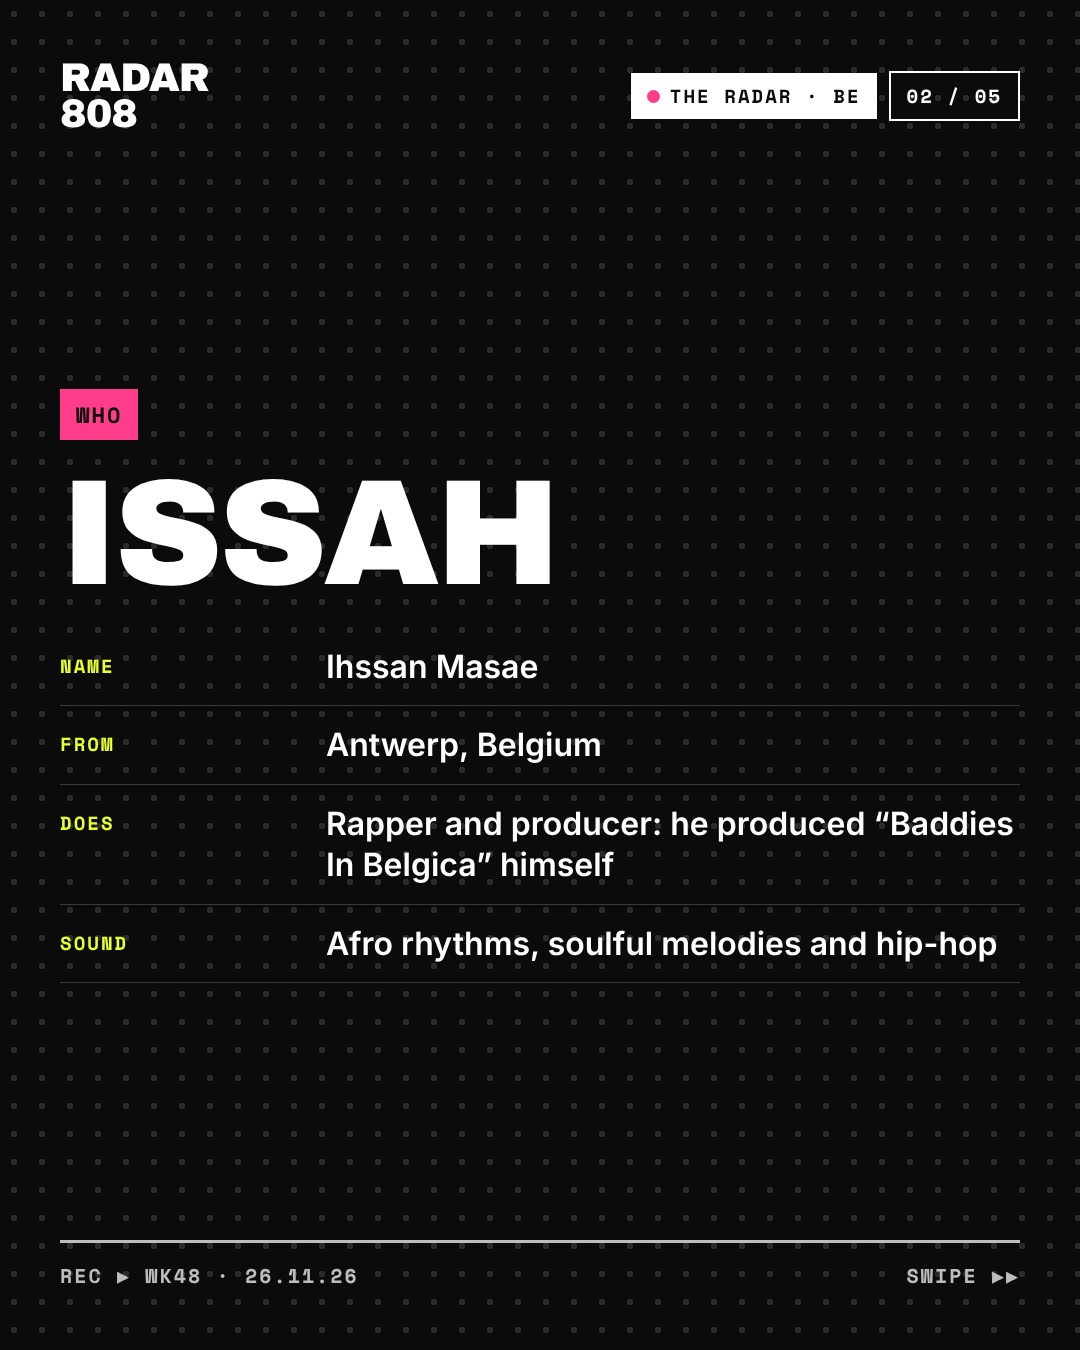 RADAR
808
THE RADAR · BE
02 / 05
WHO
ISSAH
NAME
Ihssan Masae
FROM
Antwerp, Belgium
DOES
Rapper and producer: he produced “Baddies
In Belgica” himself
SOUND
Afro rhythms, soulful melodies and hip-hop
REC ▶ WK48 · 26.11.26
SWIPE ▶▶